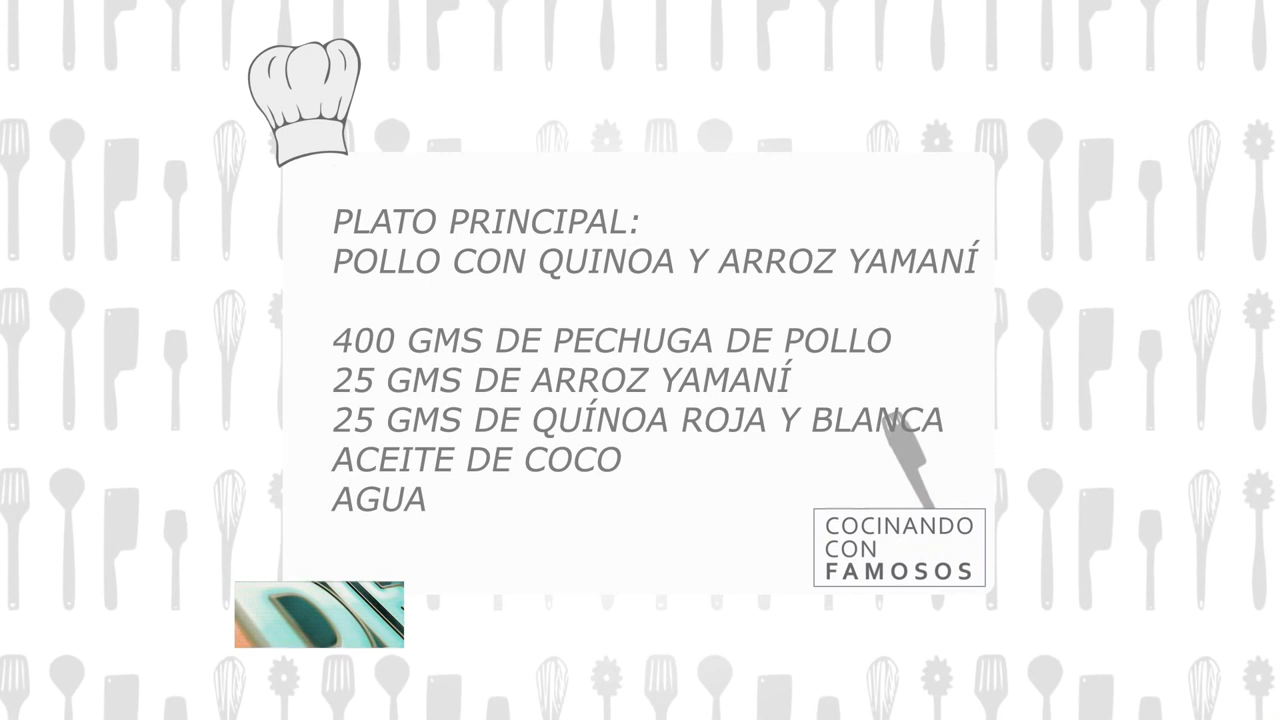 PLATO PRINCIPAL:
POLLO CON QUINOA Y ARROZ YAMANÍ
400 GMS DE PECHUGA DE POLLO
25 GMS DE ARROZ YAMANÍ
25 GMS DE QUÍNOA ROJA Y BLANCA
ACEITE DE COCO
AGUA
COCINANDO
CON
FAMOSOS